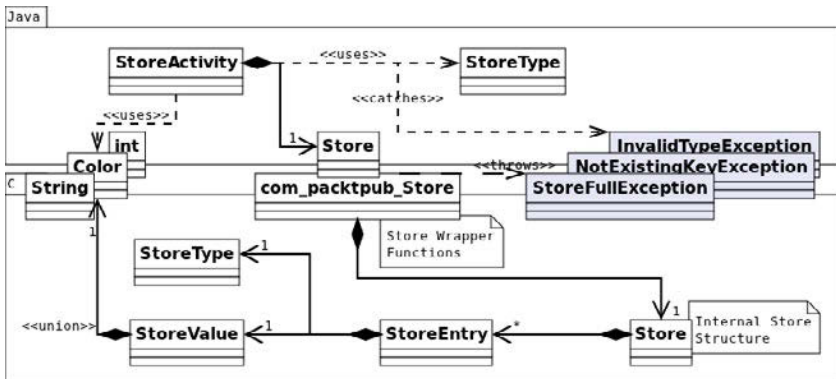 Java
<<uses>>
StoreActivity
StoreType
<<catches>>
<<uses>>
int
1
Store
InvalidTypeException
Color
<<throws>>
NotExistingKeyException
C
String
com_packtpub_Store
StoreFullException
1
Store Wrapper
Functions
StoreType
1
<<union>>
StoreValue
1
StoreEntry
*
Store
1
Internal Store
Structure